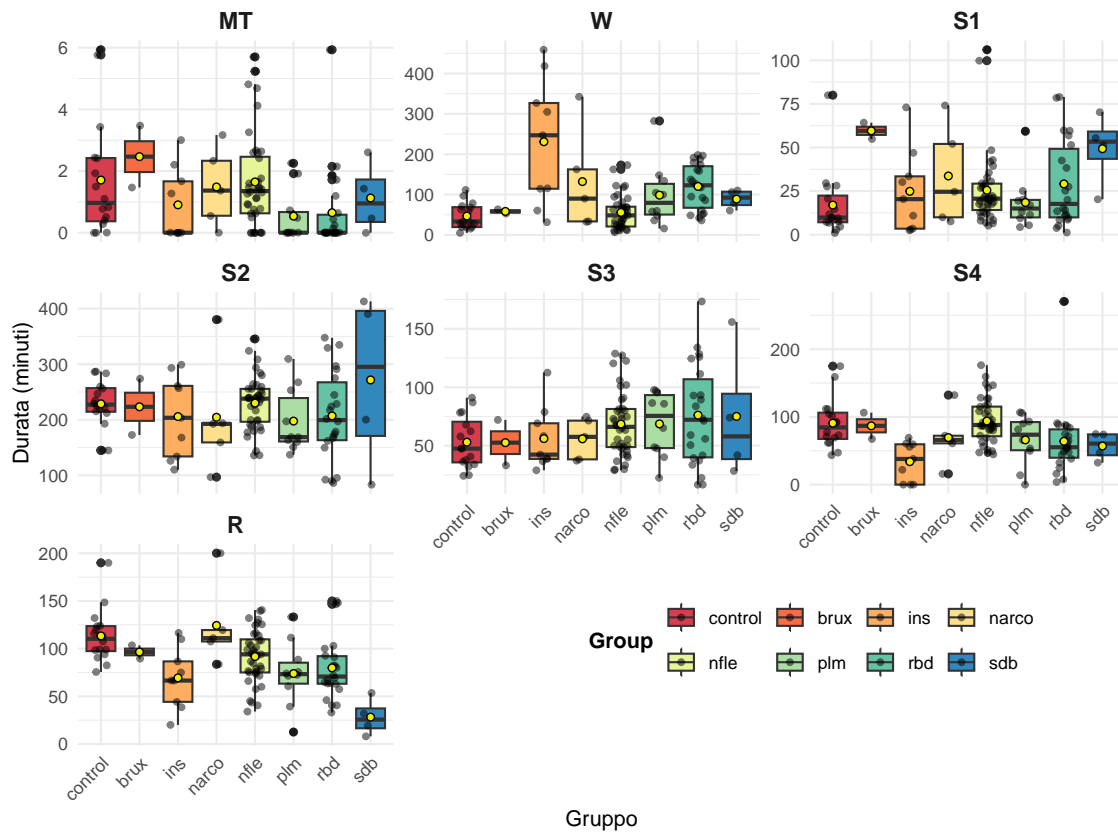 MT
W
S1
6
4
2
0
400
300
200
100
0
100
75
50
25
0
S2
S3
S4
400
300
200
100
150
100
50
0
200
100
0
control
brux
ins
narco
nfle
plm
rbd
sdb
control
brux
ins
narco
nfle
plm
rbd
sdb
R
200
150
100
50
0
control
brux
ins
narco
nfle
plm
rbd
sdb
Durata (minuti)
Gruppo
Group
control
brux
ins
narco
nfle
plm
rbd
sdb